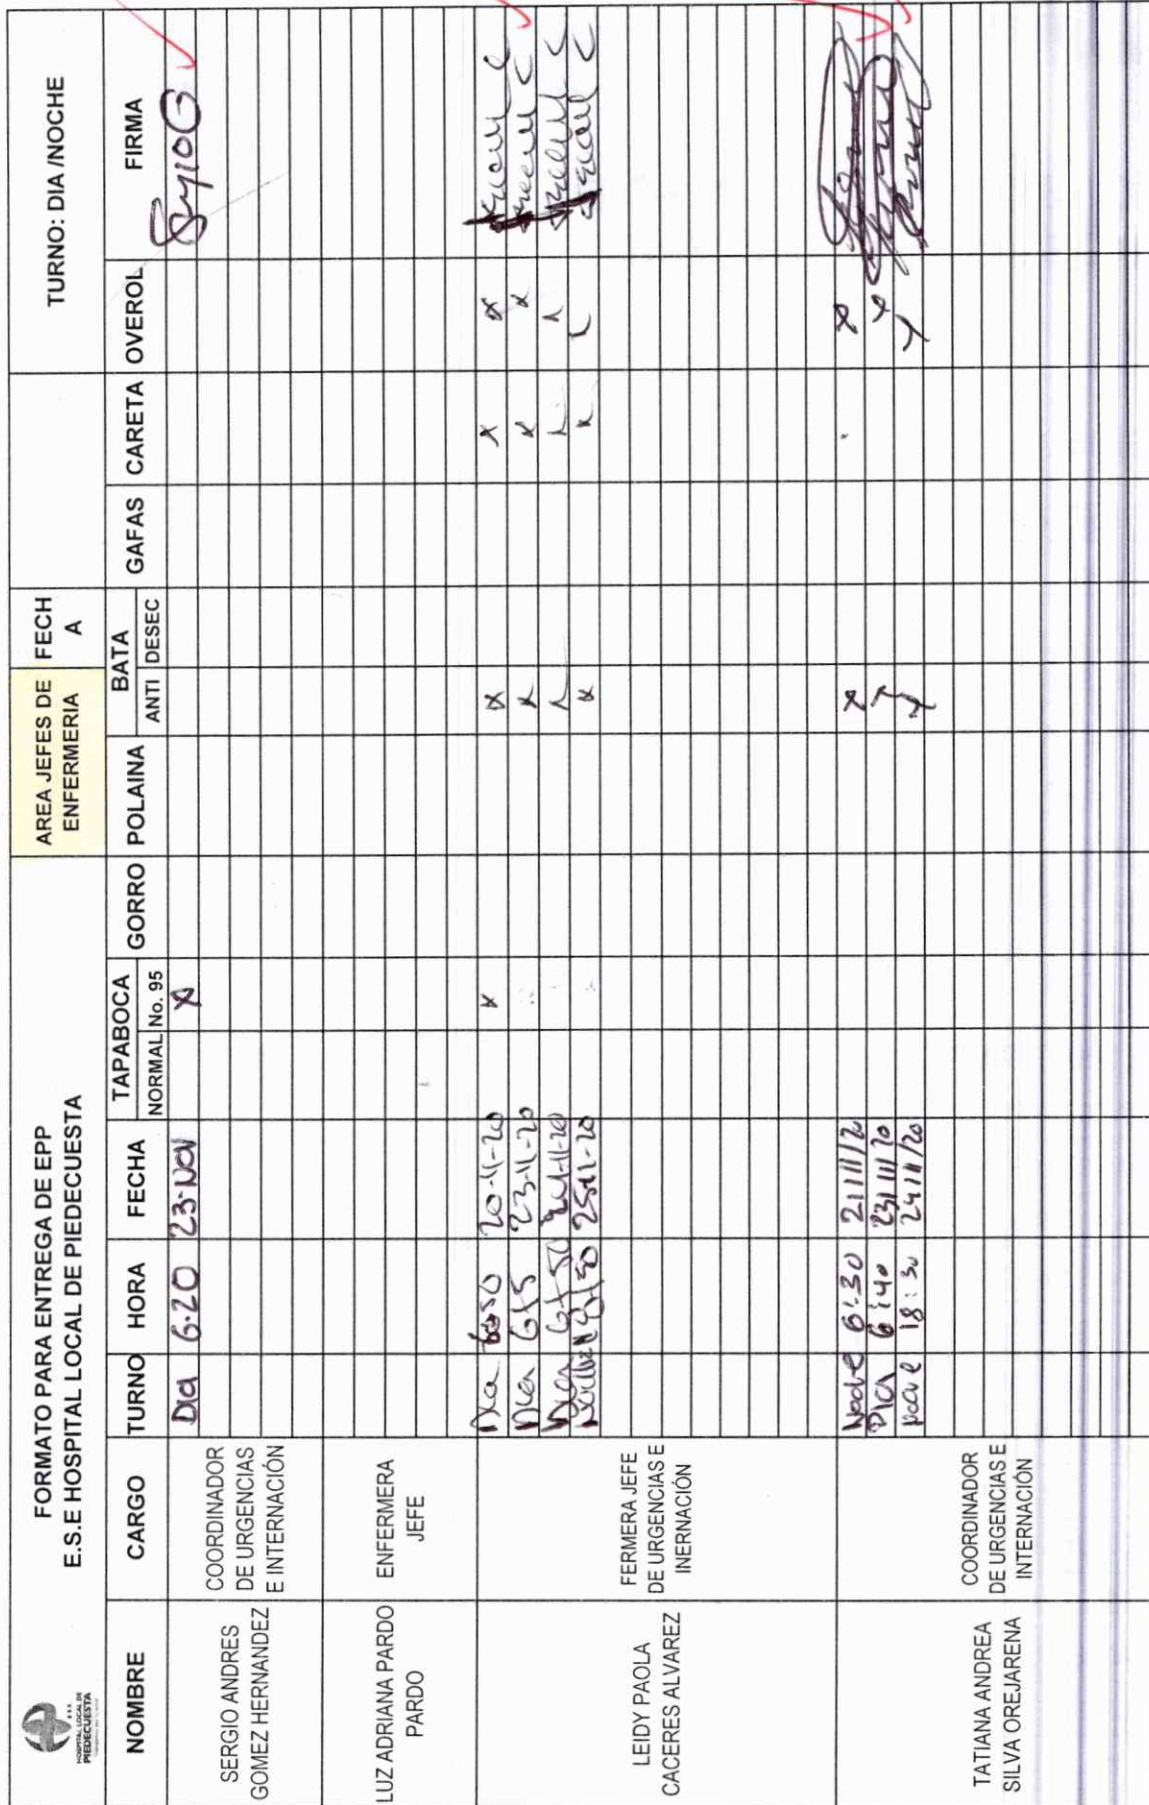 E.S.E
HOSPITAL LOCAL DE
PIEDECUESTA
FORMATO PARA ENTREGA DE EPP
E.S.E HOSPITAL LOCAL DE PIEDECUESTA
AREA JEFES DE
ENFERMERIA
FECH
A
TURNO: DIA /NOCHE
NOMBRE CARGO TURNO HORA FECHA TAPABOCA GORRO POLAINA BATA GAFAS CARETA OVEROL FIRMA
NORMAL No. 95 ANTI DESEC
SERGIO ANDRES
GOMEZ HERNANDEZ
COORDINADOR
DE URGENCIAS
E INTERNACIÓN
Dia 6:20 23-Nov x SergioG
LUZ ADRIANA PARDO
PARDO
ENFERMERA
JEFE
LEIDY PAOLA
CACERES ALVAREZ
FERMERA JEFE
DE URGENCIAS E
INERNACIÓN
Dia 20-11-20 x x x x
Dia 23-11-20 x x x
Dia 24-11-20
25-11-20 x x
TATIANA ANDREA
SILVA OREJARENA
COORDINADOR
DE URGENCIAS E
INTERNACIÓN
Noche 6:30 21/11/20 x x
Dia 6:40 23/11/20 x x
Noche 18:30 24/11/20 x x